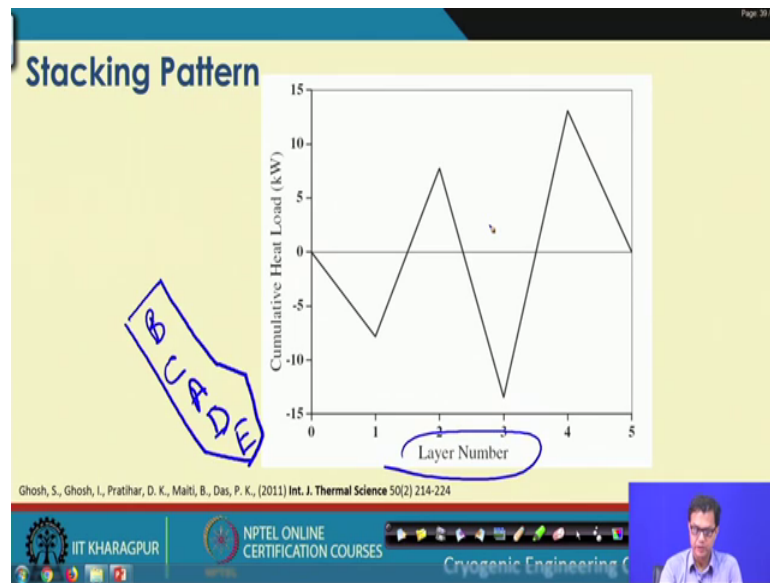 Page: 39
Stacking Pattern
15
10
5
0
-5
-10
-15
Cumulative Heat Load (kW)
0 1 2 3 4 5
Layer Number
B
C
A
D
E
Ghosh, S., Ghosh, I., Pratihar, D. K., Maiti, B., Das, P. K., (2011) Int. J. Thermal Science 50(2) 214-224
IIT KHARAGPUR
NPTEL ONLINE
CERTIFICATION COURSES
Cryogenic Engineering